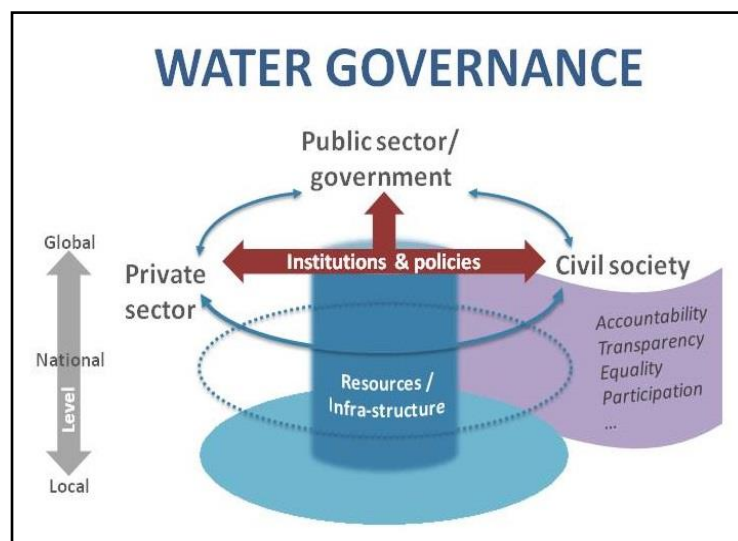 WATER GOVERNANCE
Public sector/
government
Global
Institutions & policies
Private
sector
Civil society
Accountability
Transparency
Equality
Participation
...
National
Level
Resources /
Infra-structure
Local